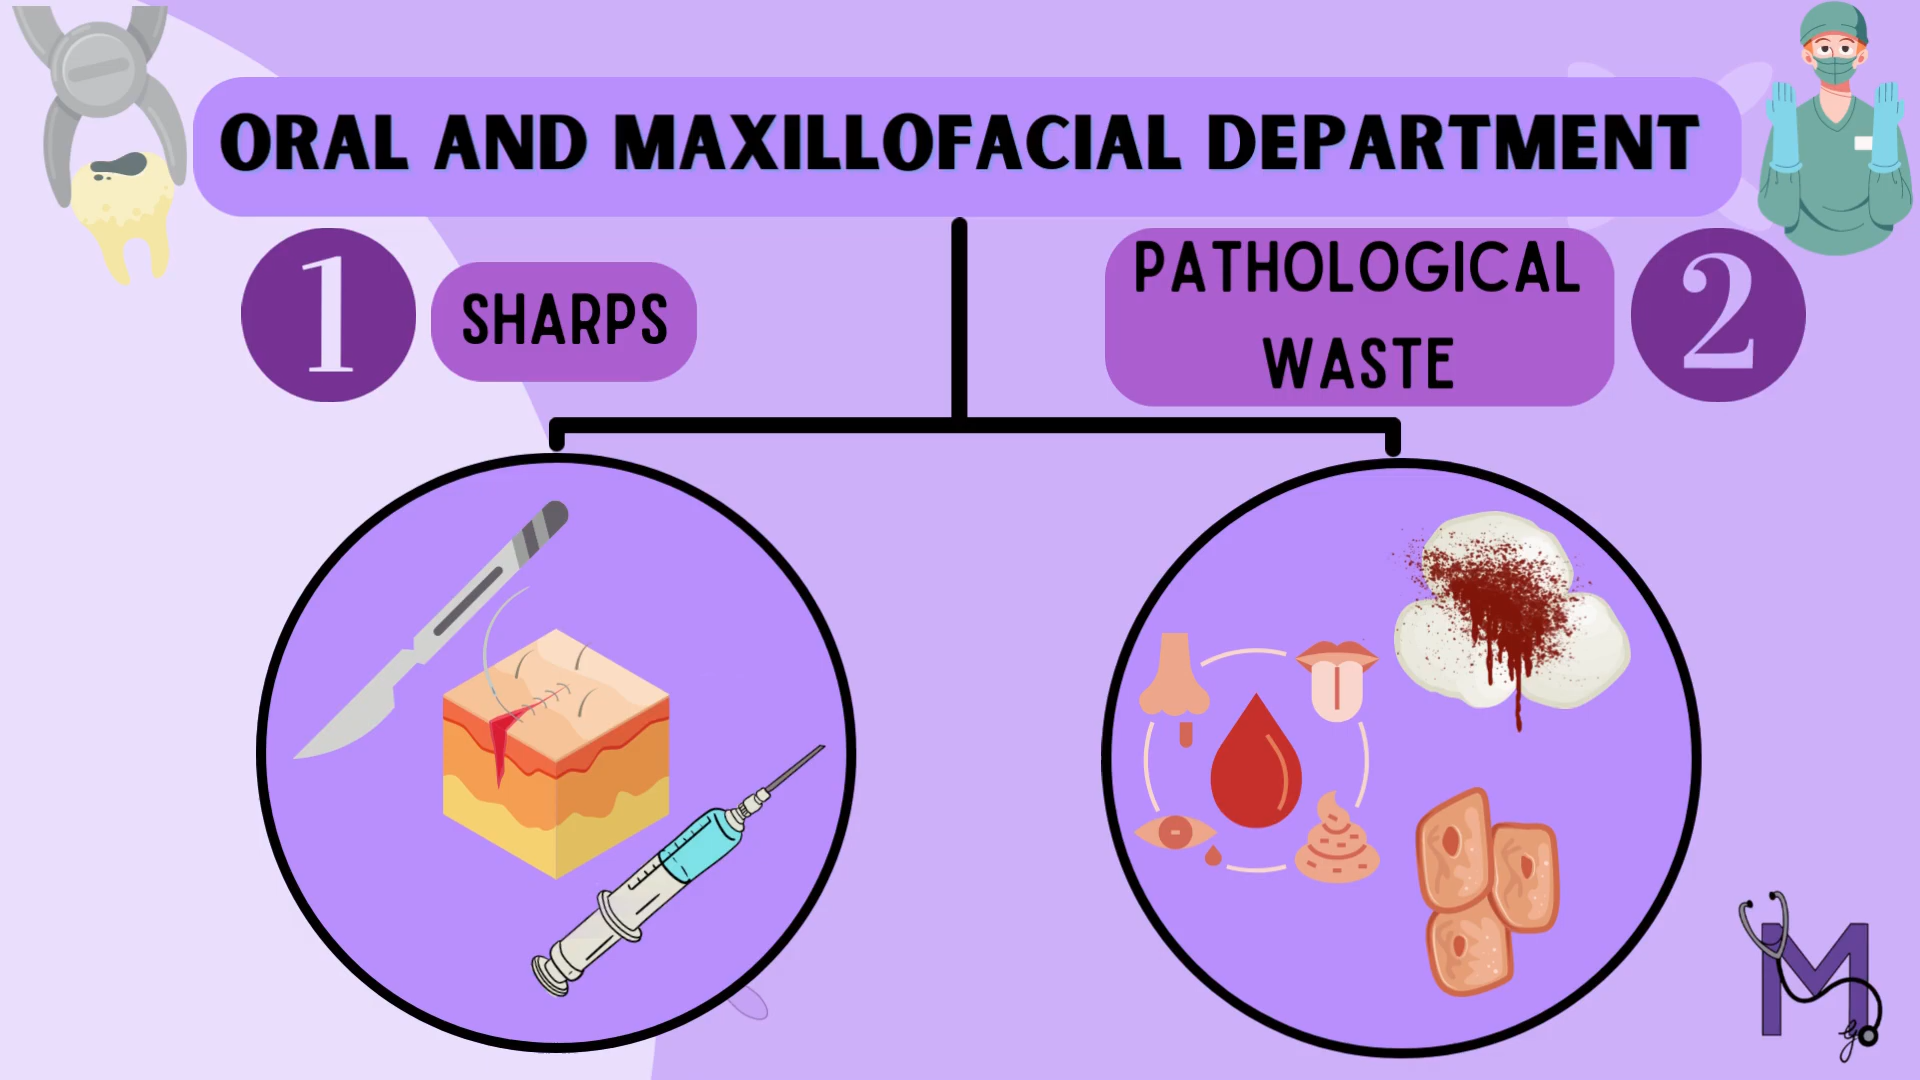 ORAL AND MAXILLOFACIAL DEPARTMENT
1
SHARPS
PATHOLOGICAL
WASTE
2
M